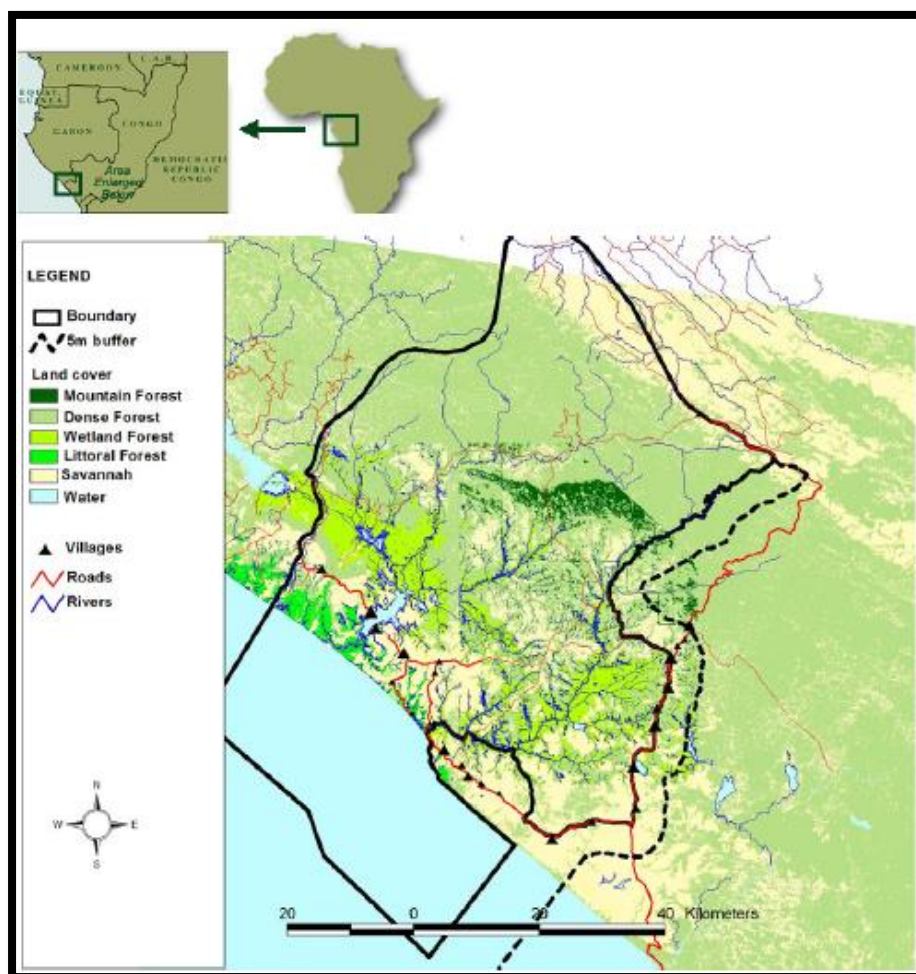 CAMEROON
C.A.R.
EQUAT.
GUINEA
GABON
CONGO
DEMOCRATIC
REPUBLIC
CONGO
Area
Enlarged
Below
LEGEND
Boundary
5m buffer
Land cover
Mountain Forest
Dense Forest
Wetland Forest
Littoral Forest
Savannah
Water
Villages
Roads
Rivers
N
W E
S
20 0 20 40 Kilometers